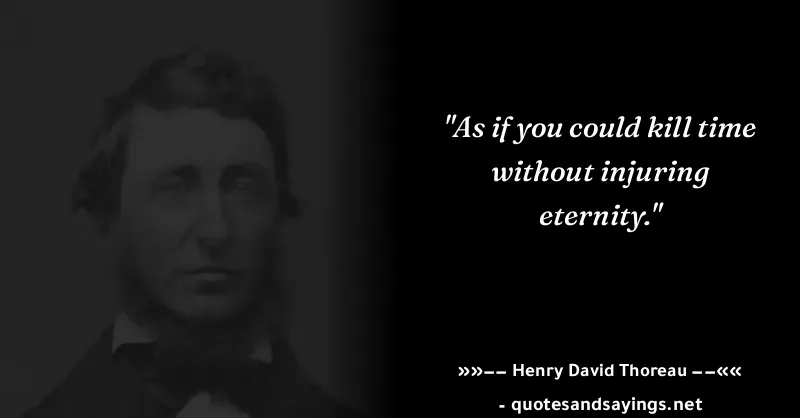 "As if you could kill time
without injuring
eternity."
»»–– Henry David Thoreau ––««
- quotesandsayings.net